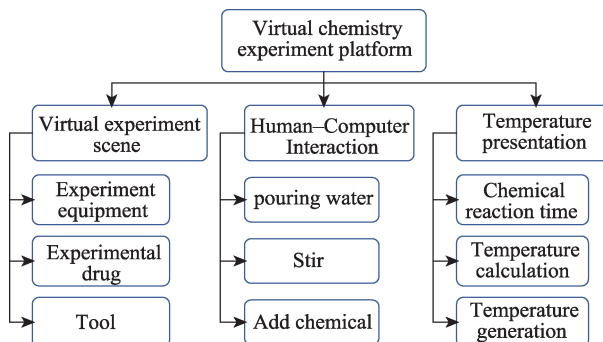 Virtual chemistry
experiment platform
Virtual experiment
scene
Experiment
equipment
Experimental
drug
Tool
Human–Computer
Interaction
pouring water
Stir
Add chemical
Temperature
presentation
Chemical
reaction time
Temperature
calculation
Temperature
generation